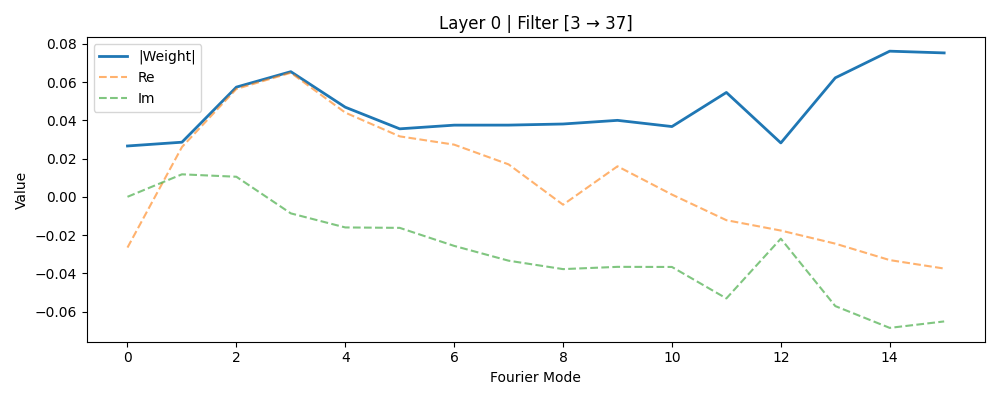 Layer 0 | Filter [3 → 37]
|Weight|
Re
Im
0.08
0.06
0.04
0.02
0.00
−0.02
−0.04
−0.06
Value
0 2 4 6 8 10 12 14
Fourier Mode